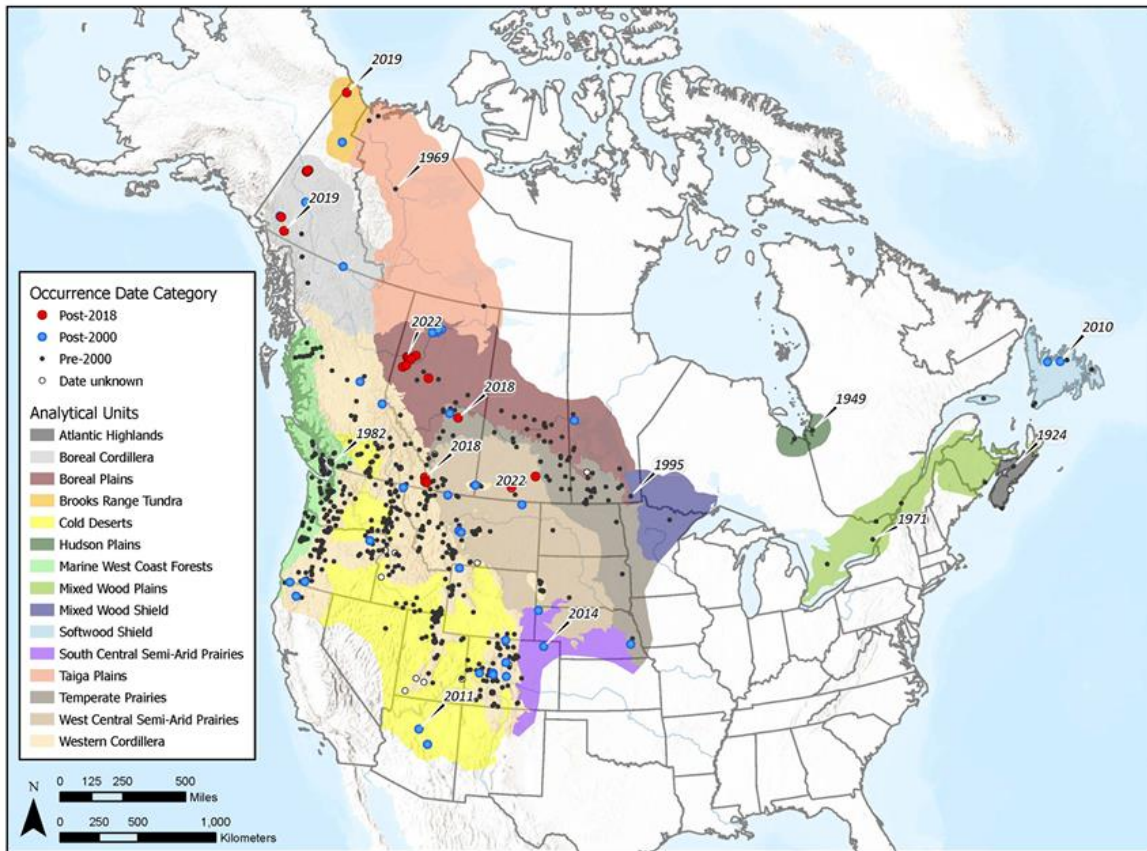 2019
1969
2019
2022
2018
1982
2018
2022
1995
1949
2010
1924
1971
2014
2011
Occurrence Date Category
Post-2018
Post-2000
Pre-2000
Date unknown
Analytical Units
Atlantic Highlands
Boreal Cordillera
Boreal Plains
Brooks Range Tundra
Cold Deserts
Hudson Plains
Marine West Coast Forests
Mixed Wood Plains
Mixed Wood Shield
Softwood Shield
South Central Semi-Arid Prairies
Taiga Plains
Temperate Prairies
West Central Semi-Arid Prairies
Western Cordillera
N
0 125 250 500
Miles
0 250 500 1,000
Kilometers